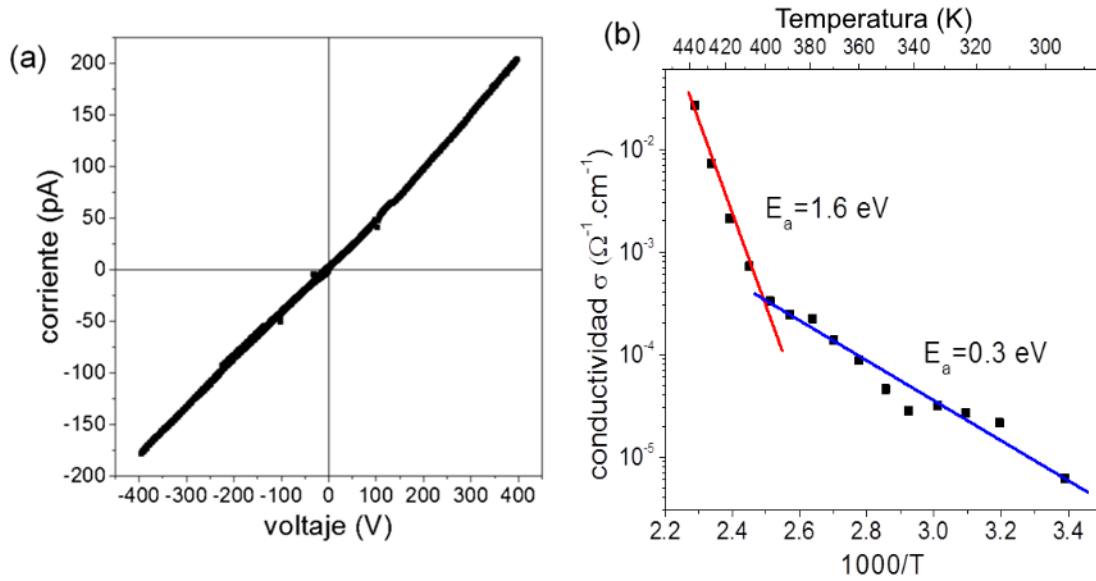 (a)
200
150
100
50
0
-50
-100
-150
-200
corriente (pA)
-400 -300 -200 -100 0 100 200 300 400
voltaje (V)
(b)
Temperatura (K)
440 420 400 380 360 340 320 300
10⁻²
10⁻³
10⁻⁴
10⁻⁵
conductividad σ (Ω⁻¹.cm⁻¹)
Eₐ=1.6 eV
Eₐ=0.3 eV
2.2 2.4 2.6 2.8 3.0 3.2 3.4
1000/T